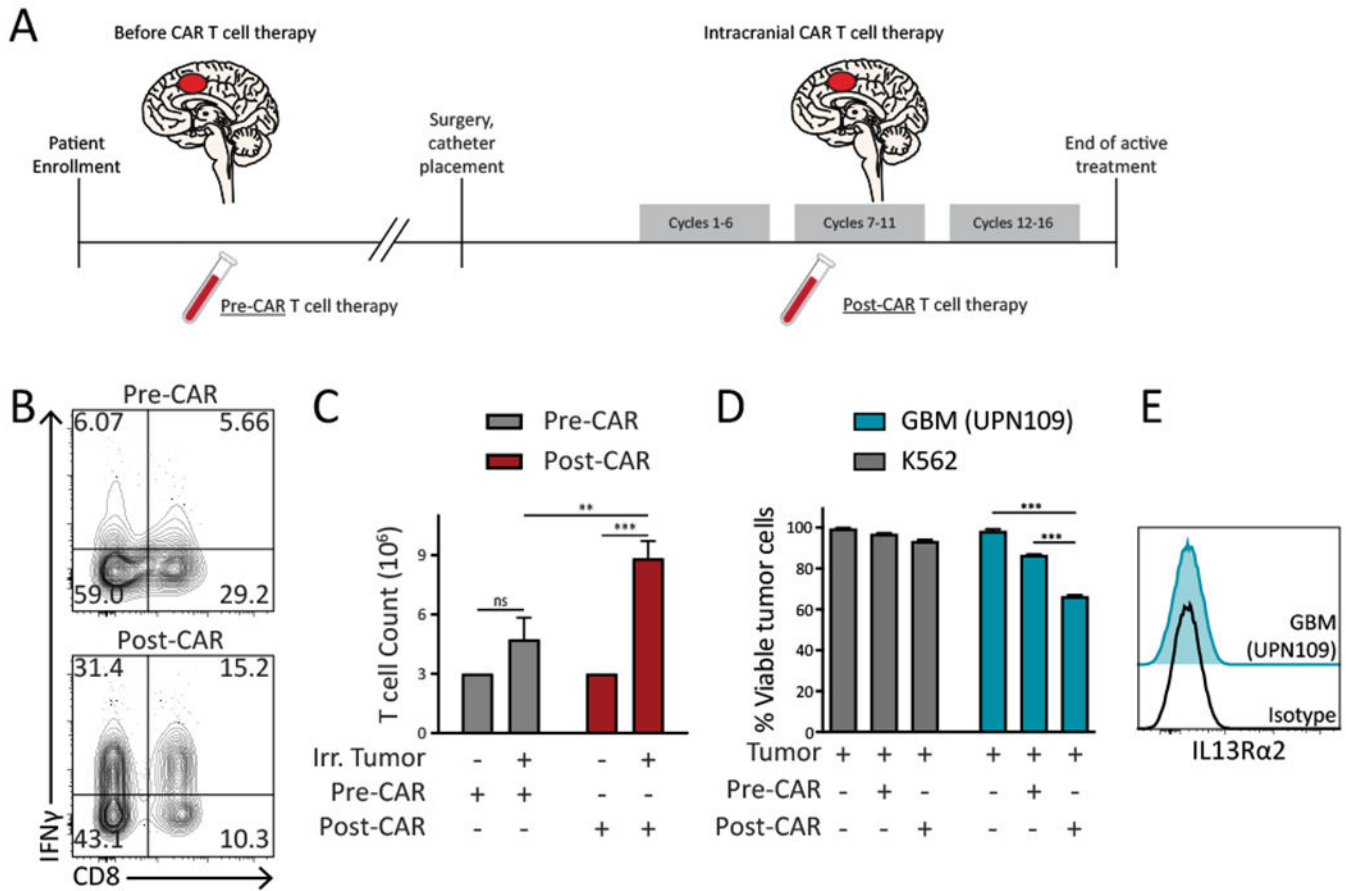 A
Before CAR T cell therapy
Intracranial CAR T cell therapy
Patient
Enrollment
Surgery,
catheter
placement
End of active
treatment
Cycles 1-6
Cycles 7-11
Cycles 12-16
Pre-CAR T cell therapy
Post-CAR T cell therapy
B
Pre-CAR
6.07 5.66
59.0 29.2
Post-CAR
31.4 15.2
43.1 10.3
IFNγ
CD8
C
Pre-CAR
Post-CAR
T cell Count (10⁶)
9
6
3
0
ns
**
***
Irr. Tumor - + - +
Pre-CAR + + - -
Post-CAR - - + +
D
GBM (UPN109)
K562
% Viable tumor cells
100
80
60
40
20
0
***
***
Tumor + + + + + +
Pre-CAR - + - - + -
Post-CAR - - + - - +
E
GBM
(UPN109)
Isotype
IL13Rα2